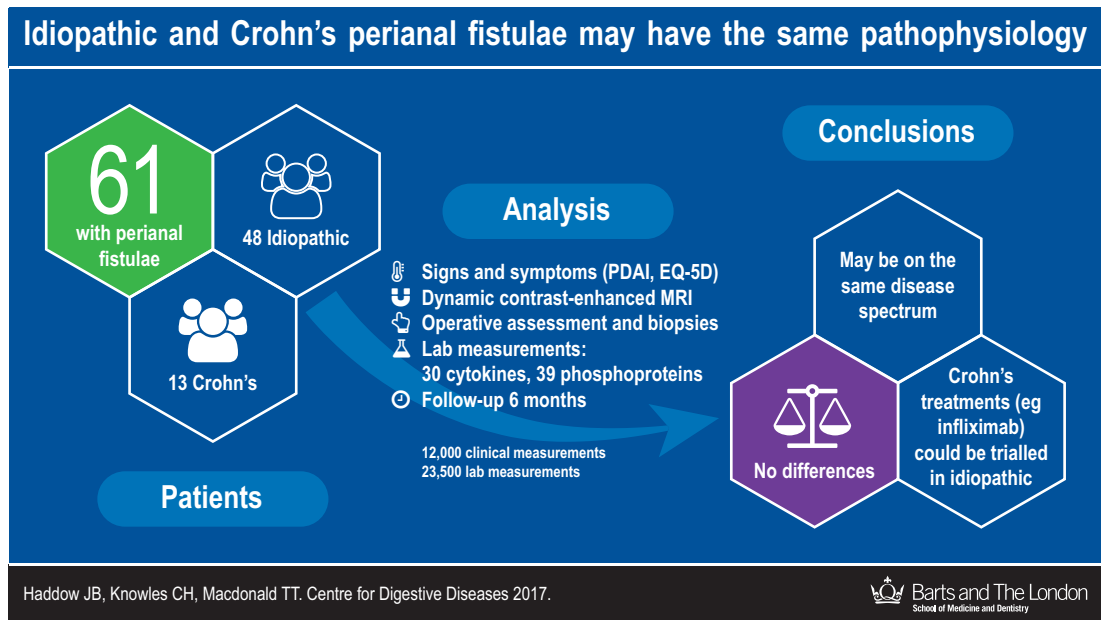 Idiopathic and Crohn’s perianal fistulae may have the same pathophysiology
61
with perianal
fistulae
48 Idiopathic
13 Crohn’s
Patients
Analysis
Signs and symptoms (PDAI, EQ-5D)
Dynamic contrast-enhanced MRI
Operative assessment and biopsies
Lab measurements:
30 cytokines, 39 phosphoproteins
Follow-up 6 months
12,000 clinical measurements
23,500 lab measurements
Conclusions
May be on the
same disease
spectrum
No differences
Crohn’s
treatments (eg
infliximab)
could be trialled
in idiopathic
Haddow JB, Knowles CH, Macdonald TT. Centre for Digestive Diseases 2017.
Barts and The London
School of Medicine and Dentistry